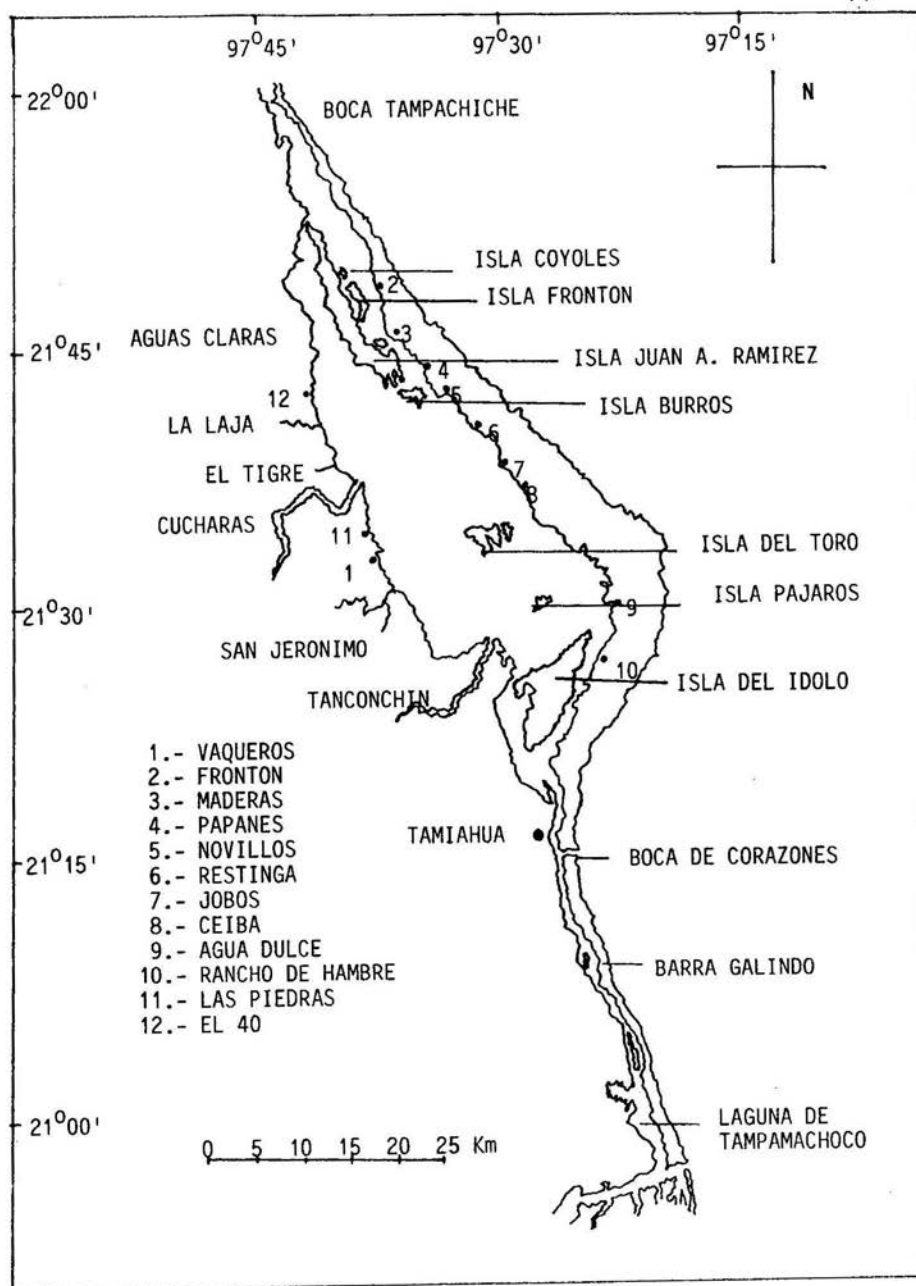 97°45'
97°30'
97°15'
22°00'
BOCA TAMPACHICHE
N
ISLA COYOLES
2
ISLA FRONTON
AGUAS CLARAS
3
21°45'
ISLA JUAN A. RAMIREZ
4
12
5
ISLA BURROS
LA LAJA
6
EL TIGRE
7
8
CUCHARAS
11
ISLA DEL TORO
1
ISLA PAJAROS
9
21°30'
SAN JERONIMO
10
ISLA DEL IDOLO
TANCONCHIN
1.- VAQUEROS
2.- FRONTON
3.- MADERAS
4.- PAPANES
5.- NOVILLOS
6.- RESTINGA
7.- JOBOS
8.- CEIBA
9.- AGUA DULCE
10.- RANCHO DE HAMBRE
11.- LAS PIEDRAS
12.- EL 40
TAMIAHUA
21°15'
BOCA DE CORAZONES
BARRA GALINDO
21°00'
LAGUNA DE
TAMPAMACHOCO
0 5 10 15 20 25 Km